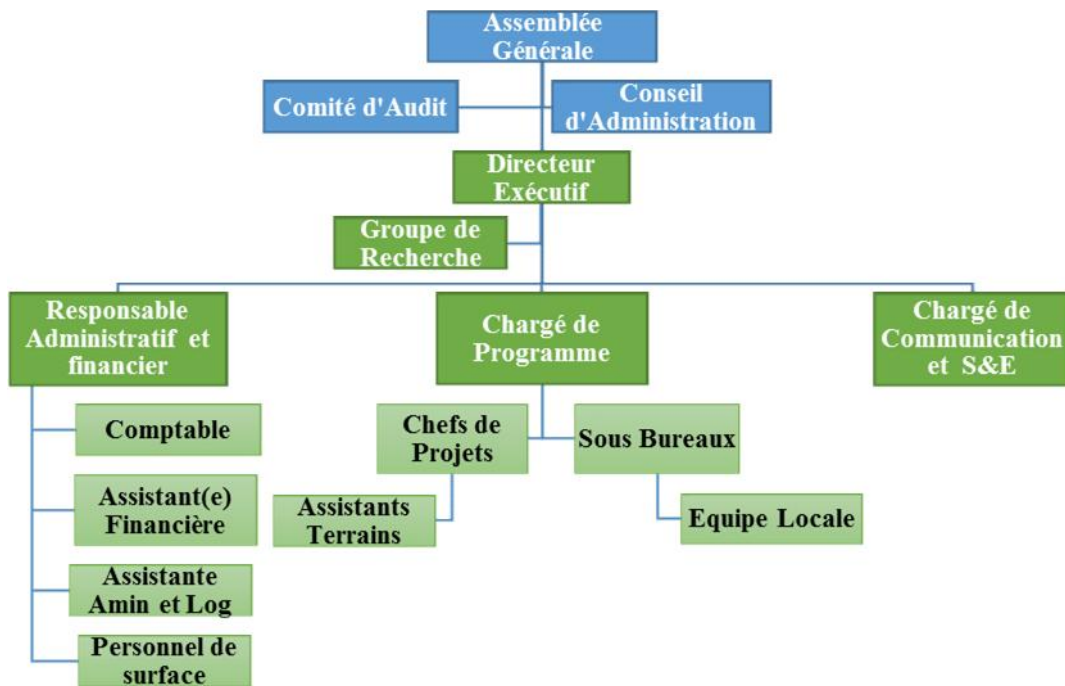 Assemblée
Générale
Comité d'Audit
Conseil
d'Administration
Directeur
Exécutif
Groupe de
Recherche
Responsable
Administratif et
financier
Chargé de
Programme
Chargé de
Communication
et S&E
Comptable
Assistant(e)
Financière
Assistante
Amin et Log
Personnel de
surface
Chefs de
Projets
Assistants
Terrains
Sous Bureaux
Equipe Locale